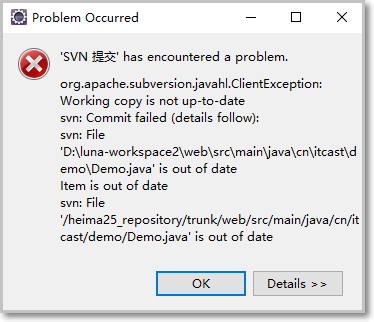 Problem Occurred
'SVN 提交' has encountered a problem.
org.apache.subversion.javahl.ClientException:
Working copy is not up-to-date
svn: Commit failed (details follow):
svn: File
'D:\luna-workspace2\web\src\main\java\cn\itcast\d
emo\Demo.java' is out of date
Item is out of date
svn: File
'/heima25_repository/trunk/web/src/main/java/cn/it
cast/demo/Demo.java' is out of date
OK
Details >>